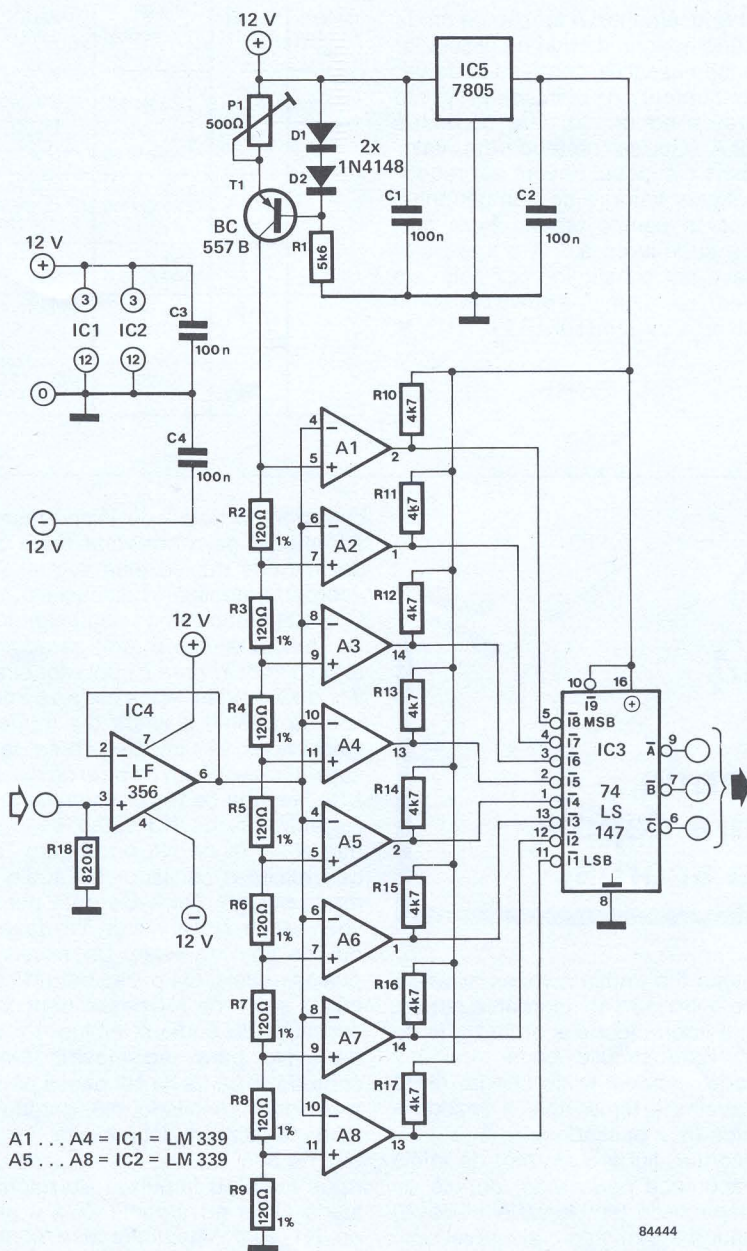 12 V
+
IC5
7805
P1
500Ω
D1
D2
2x
1N4148
T1
BC
557 B
R1
5k6
C1
100n
C2
100n
12 V
+
3
3
IC1
IC2
12
12
C3
100n
0
C4
100n
−
12 V
R2
120Ω
1%
R3
120Ω
1%
R4
120Ω
1%
R5
120Ω
1%
R6
120Ω
1%
R7
120Ω
1%
R8
120Ω
1%
R9
120Ω
1%
4
−
A1
5
+
2
6
−
A2
7
+
1
8
−
A3
9
+
14
10
−
A4
11
+
13
4
−
A5
5
+
2
6
−
A6
7
+
1
8
−
A7
9
+
14
10
−
A8
11
+
13
R10
4k7
R11
4k7
R12
4k7
R13
4k7
R14
4k7
R15
4k7
R16
4k7
R17
4k7
12 V
+
IC4
7
2
−
LF
356
6
3
+
4
R18
820Ω
−
12 V
10
I9
16
+
5
I8 MSB
4
I7
3
I6
2
I5
1
I4
13
I3
12
I2
11
I1 LSB
IC3
74
LS
147
A
9
B
7
C
6
8
A1 . . . A4 = IC1 = LM 339
A5 . . . A8 = IC2 = LM 339
84444